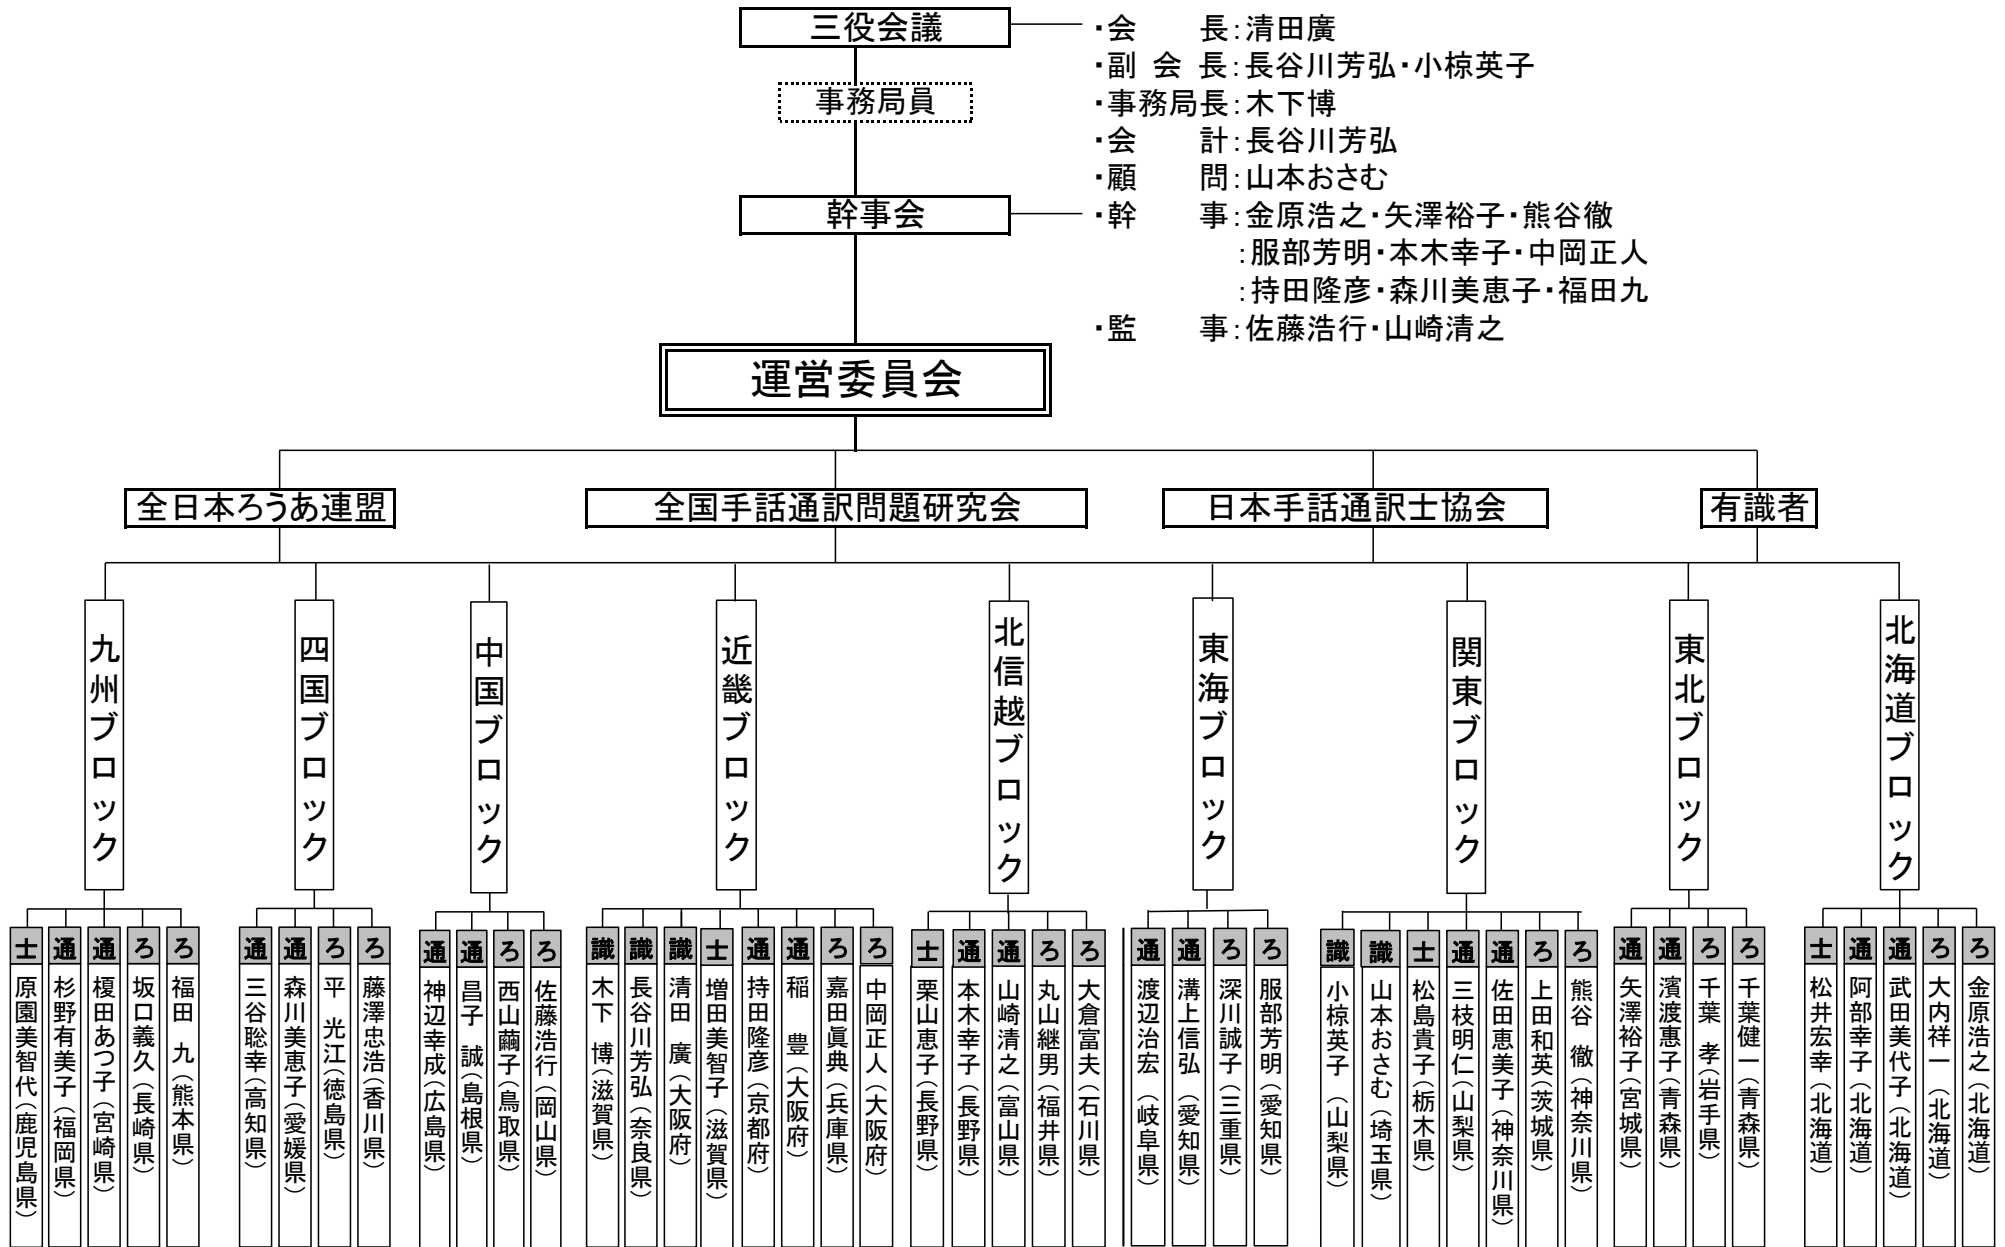 三役会議
・会　　長：清田廣
・副 会 長：長谷川芳弘・小椋英子
事務局員
・事務局長：木下博
・会　　計：長谷川芳弘
・顧　　問：山本おさむ
幹事会
・幹　　事：金原浩之・矢澤裕子・熊谷徹
：服部芳明・本木幸子・中岡正人
：持田隆彦・森川美恵子・福田九
・監　　事：佐藤浩行・山崎清之
運営委員会
全日本ろうあ連盟
全国手話通訳問題研究会
日本手話通訳士協会
有識者
九州ブロック
四国ブロック
中国ブロック
近畿ブロック
北信越ブロック
東海ブロック
関東ブロック
東北ブロック
北海道ブロック
士 原園美智代（鹿児島県）
通 杉野有美子（福岡県）
通 榎田あつ子（宮崎県）
ろ 坂口義久（長崎県）
ろ 福田　九（熊本県）
通 三谷聡幸（高知県）
通 森川美恵子（愛媛県）
ろ 平　光江（徳島県）
ろ 藤澤忠浩（香川県）
通 神辺幸成（広島県）
通 昌子　誠（島根県）
ろ 西山繭子（鳥取県）
ろ 佐藤浩行（岡山県）
識 木下　博（滋賀県）
識 長谷川芳弘（奈良県）
識 清田　廣（大阪府）
士 増田美智子（滋賀県）
通 持田隆彦（京都府）
通 稲　豊（大阪府）
ろ 嘉田眞典（兵庫県）
ろ 中岡正人（大阪府）
士 栗山恵子（長野県）
通 本木幸子（長野県）
通 山崎清之（富山県）
ろ 丸山継男（福井県）
ろ 大倉富夫（石川県）
通 渡辺治宏（岐阜県）
通 溝上信弘（愛知県）
ろ 深川誠子（三重県）
ろ 服部芳明（愛知県）
識 小椋英子（山梨県）
識 山本おさむ（埼玉県）
士 松島貴子（栃木県）
通 三枝明仁（山梨県）
通 佐田恵美子（神奈川県）
ろ 上田和英（茨城県）
ろ 熊谷　徹（神奈川県）
通 矢澤裕子（宮城県）
通 濱渡惠子（青森県）
ろ 千葉　孝（岩手県）
ろ 千葉健一（青森県）
士 松井宏幸（北海道）
通 阿部幸子（北海道）
通 武田美代子（北海道）
ろ 大内祥一（北海道）
ろ 金原浩之（北海道）